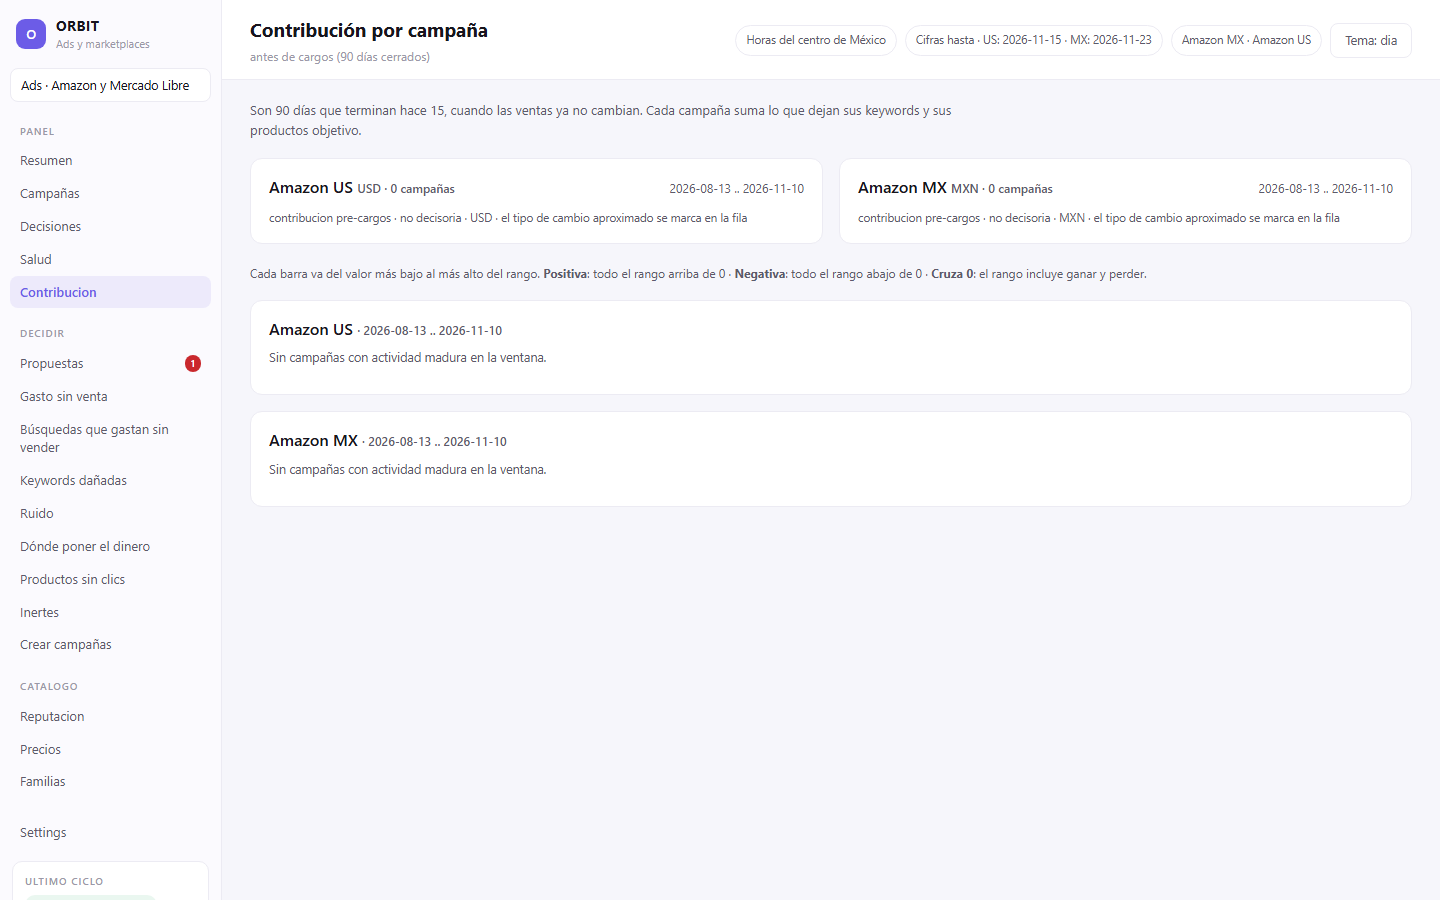 O
ORBIT
Ads y marketplaces
Ads · Amazon y Mercado Libre
PANEL
Resumen
Campañas
Decisiones
Salud
Contribucion
DECIDIR
Propuestas 1
Gasto sin venta
Búsquedas que gastan sin
vender
Keywords dañadas
Ruido
Dónde poner el dinero
Productos sin clics
Inertes
Crear campañas
CATALOGO
Reputacion
Precios
Familias
Settings
ULTIMO CICLO
Contribución por campaña
antes de cargos (90 días cerrados)
Horas del centro de México
Cifras hasta · US: 2026-11-15 · MX: 2026-11-23
Amazon MX · Amazon US
Tema: dia
Son 90 días que terminan hace 15, cuando las ventas ya no cambian. Cada campaña suma lo que dejan sus keywords y sus
productos objetivo.
Amazon US USD · 0 campañas 2026-08-13 .. 2026-11-10
contribucion pre-cargos · no decisoria · USD · el tipo de cambio aproximado se marca en la fila
Amazon MX MXN · 0 campañas 2026-08-13 .. 2026-11-10
contribucion pre-cargos · no decisoria · MXN · el tipo de cambio aproximado se marca en la fila
Cada barra va del valor más bajo al más alto del rango. Positiva: todo el rango arriba de 0 · Negativa: todo el rango abajo de 0 · Cruza 0: el rango incluye ganar y perder.
Amazon US · 2026-08-13 .. 2026-11-10
Sin campañas con actividad madura en la ventana.
Amazon MX · 2026-08-13 .. 2026-11-10
Sin campañas con actividad madura en la ventana.